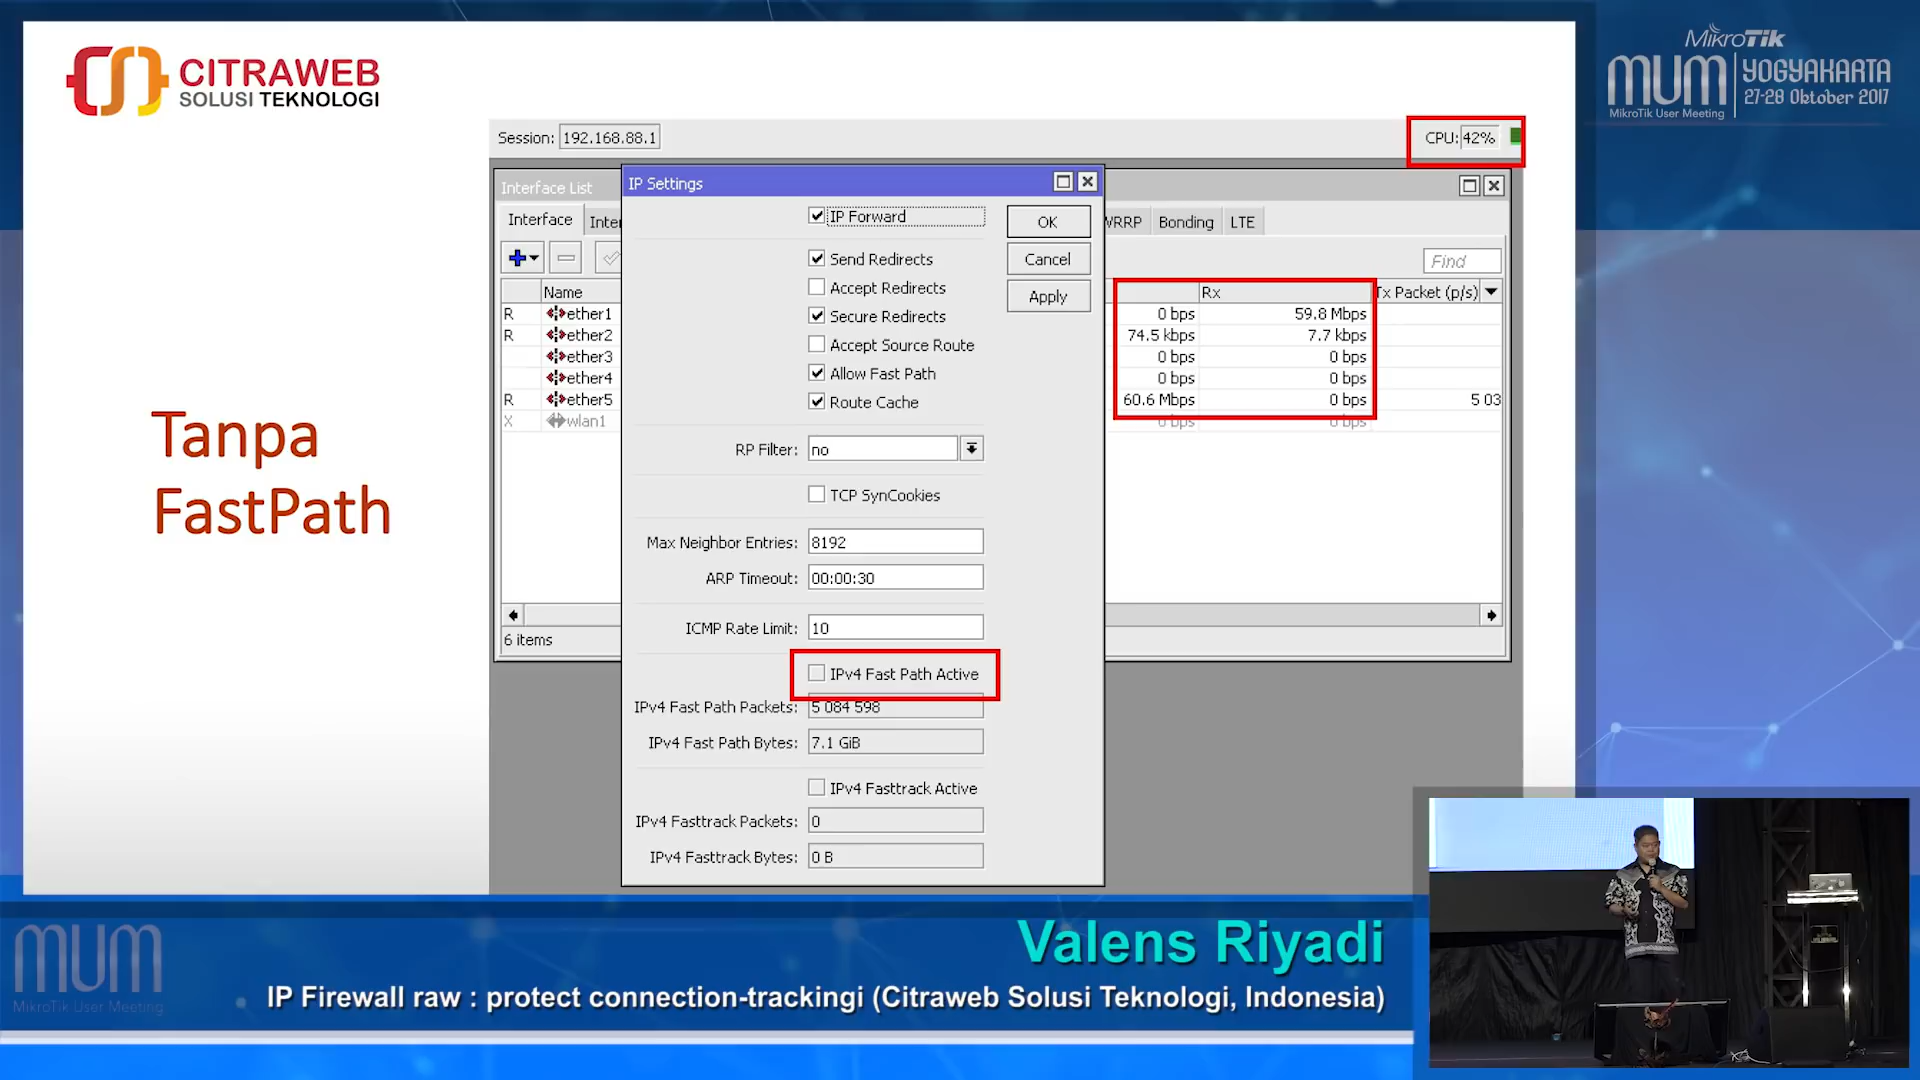 CITRAWEB
SOLUSI TEKNOLOGI
MikroTik
MUM
YOGYAKARTA
27-28 Oktober 2017
MikroTik User Meeting
Tanpa
FastPath
Session: 192.168.88.1
CPU: 42%
Interface List
Interface
Inter
VRRP
Bonding
LTE
Find
Name
Rx
Tx Packet (p/s)
R ether1 0 bps 59.8 Mbps
R ether2 74.5 kbps 7.7 kbps
ether3 0 bps 0 bps
ether4 0 bps 0 bps
R ether5 60.6 Mbps 0 bps 5 03
X wlan1 0 bps 0 bps
6 items
IP Settings
IP Forward
Send Redirects
Accept Redirects
Secure Redirects
Accept Source Route
Allow Fast Path
Route Cache
RP Filter: no
TCP SynCookies
Max Neighbor Entries: 8192
ARP Timeout: 00:00:30
ICMP Rate Limit: 10
IPv4 Fast Path Active
IPv4 Fast Path Packets: 5 084 598
IPv4 Fast Path Bytes: 7.1 GiB
IPv4 Fasttrack Active
IPv4 Fasttrack Packets: 0
IPv4 Fasttrack Bytes: 0 B
OK
Cancel
Apply
MUM
MikroTik User Meeting
Valens Riyadi
IP Firewall raw : protect connection-trackingi (Citraweb Solusi Teknologi, Indonesia)